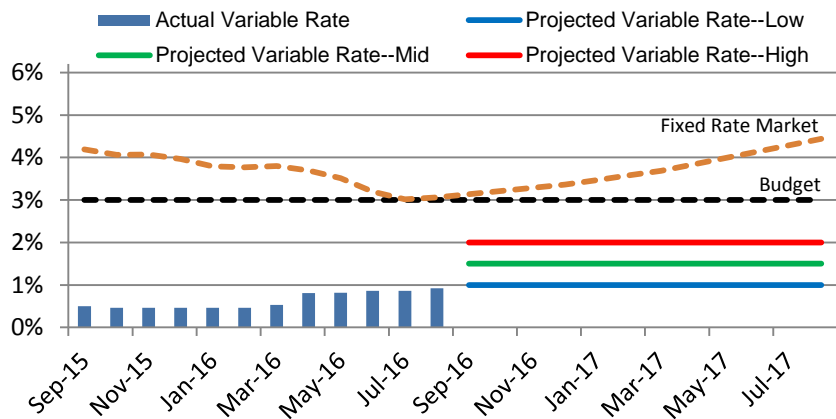 Actual Variable Rate
Projected Variable Rate--Low
Projected Variable Rate--Mid
Projected Variable Rate--High
6%
5%
Fixed Rate Market
4%
Budget
3%
2%
1%
0%
Sep-15
Nov-15
Jan-16
Mar-16
May-16
Jul-16
Sep-16
Nov-16
Jan-17
Mar-17
May-17
Jul-17